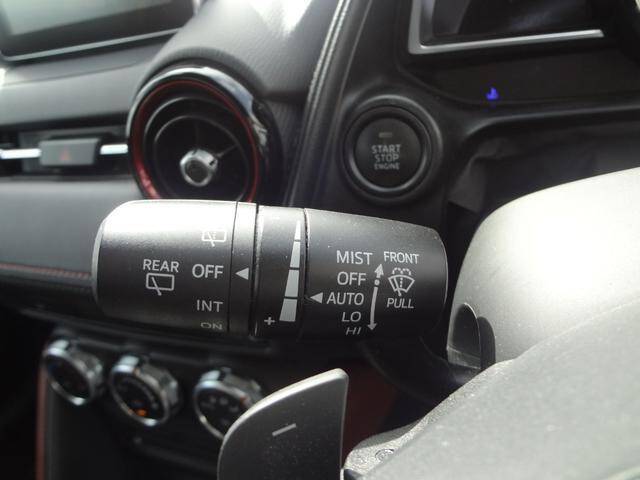 START
STOP
ENGINE
REAR
OFF
INT
ON
+
MIST
OFF
AUTO
LO
HI
FRONT
PULL
−